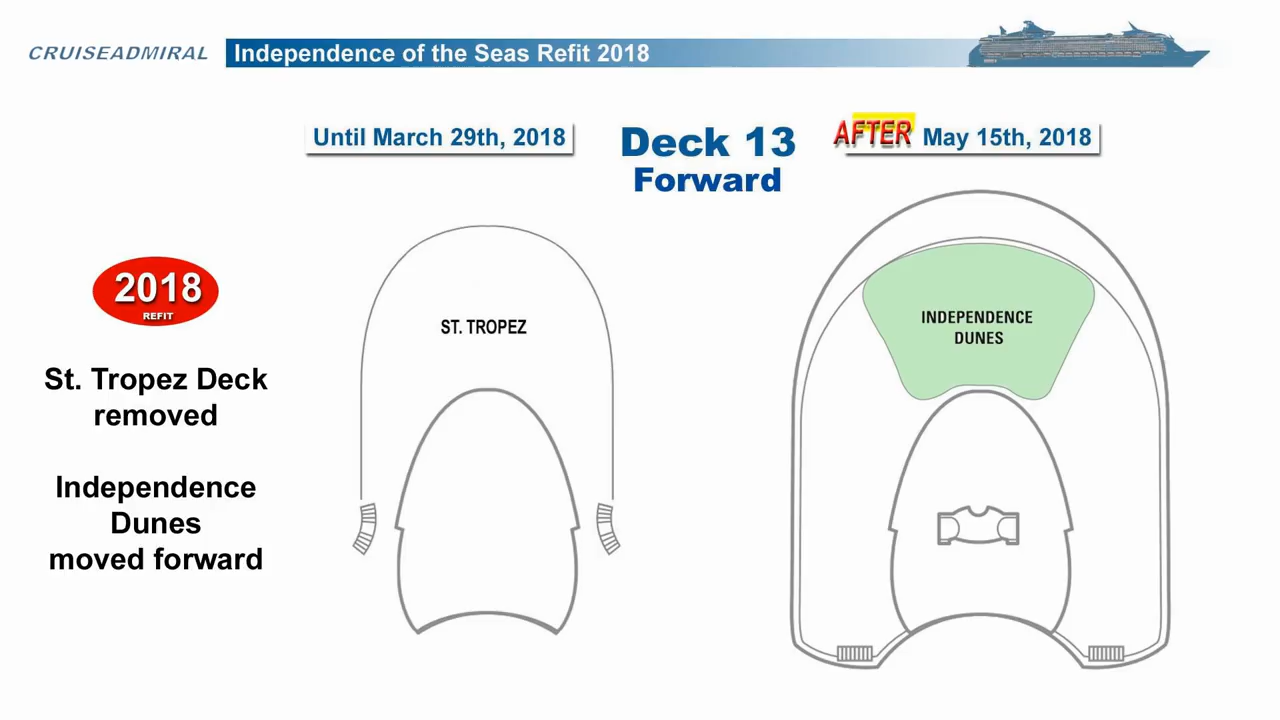 CRUISEADMIRAL
Independence of the Seas Refit 2018
Until March 29th, 2018
Deck 13
Forward
AFTER May 15th, 2018
2018
REFIT
St. Tropez Deck
removed
Independence
Dunes
moved forward
ST. TROPEZ
INDEPENDENCE
DUNES